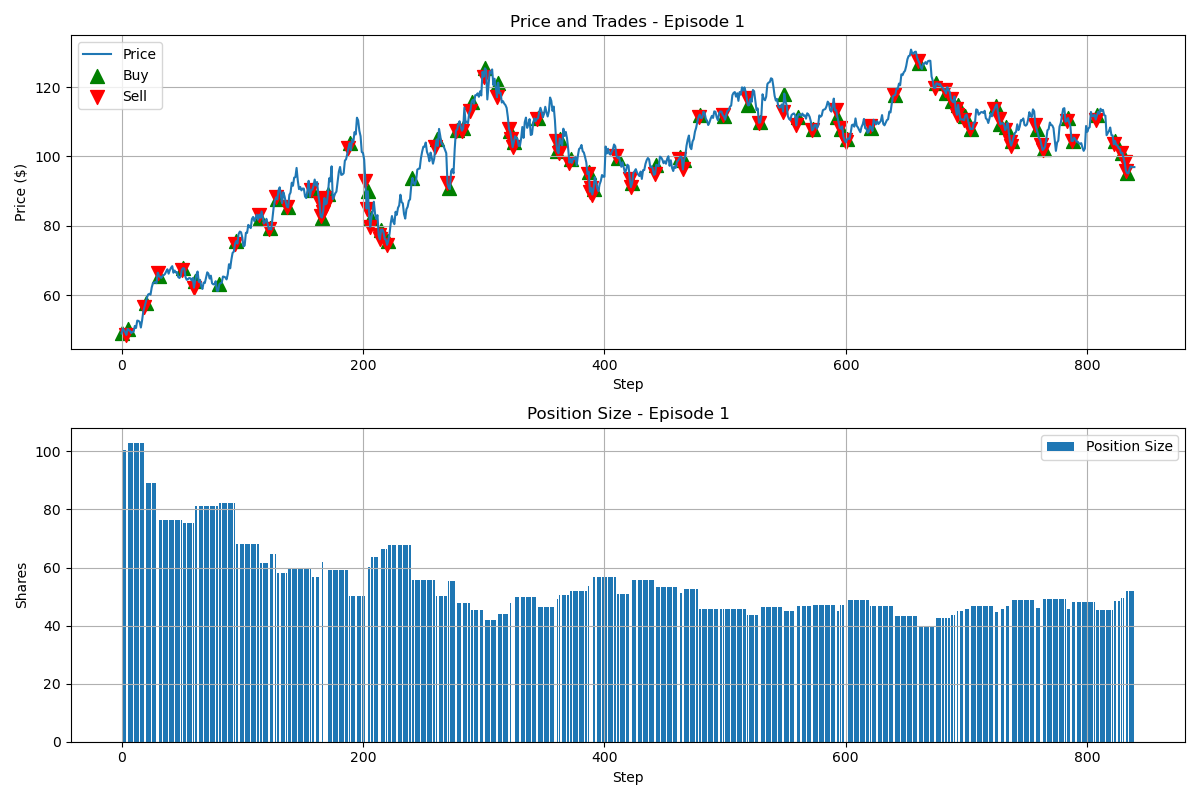 Price and Trades - Episode 1
Price ($)
120
100
80
60
Price
Buy
Sell
0 200 400 600 800
Step
Position Size - Episode 1
Shares
100
80
60
40
20
0
Position Size
0 200 400 600 800
Step